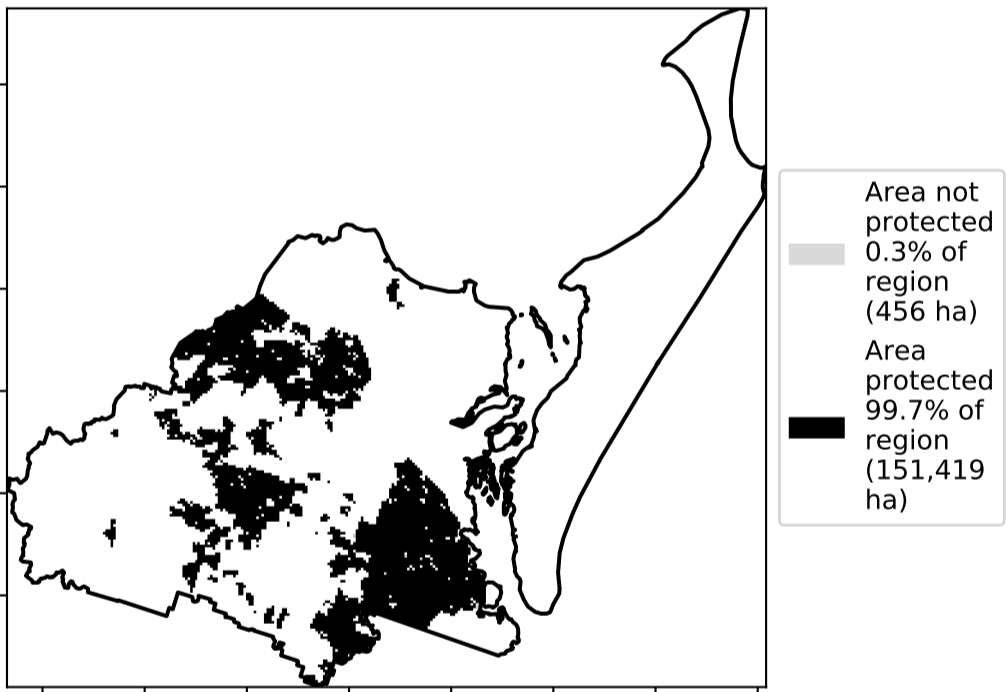 Area not
protected
0.3% of
region
(456 ha)
Area
protected
99.7% of
region
(151,419
ha)